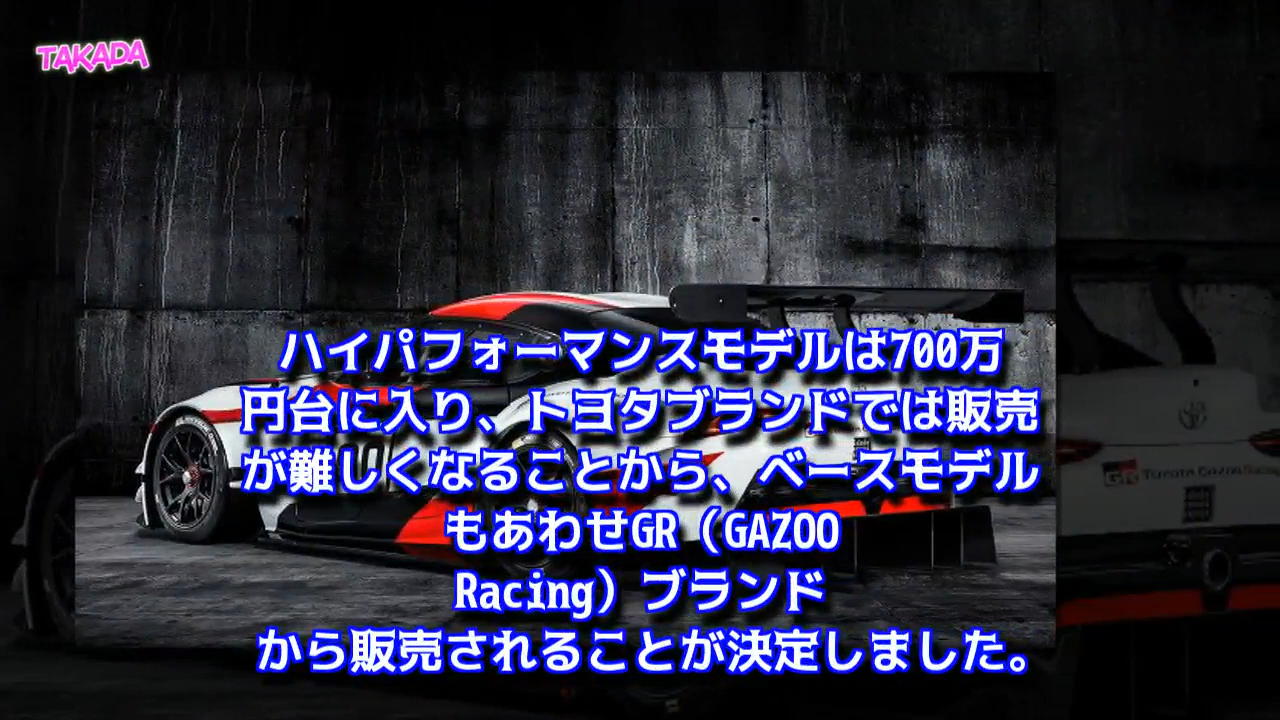 TAKADA
ハイパフォーマンスモデルは700万
円台に入り、トヨタブランドでは販売
が難しくなることから、ベースモデル
もあわせGR（GAZOO
Racing）ブランド
から販売されることが決定しました。
GR Toyota Gazoo Racing